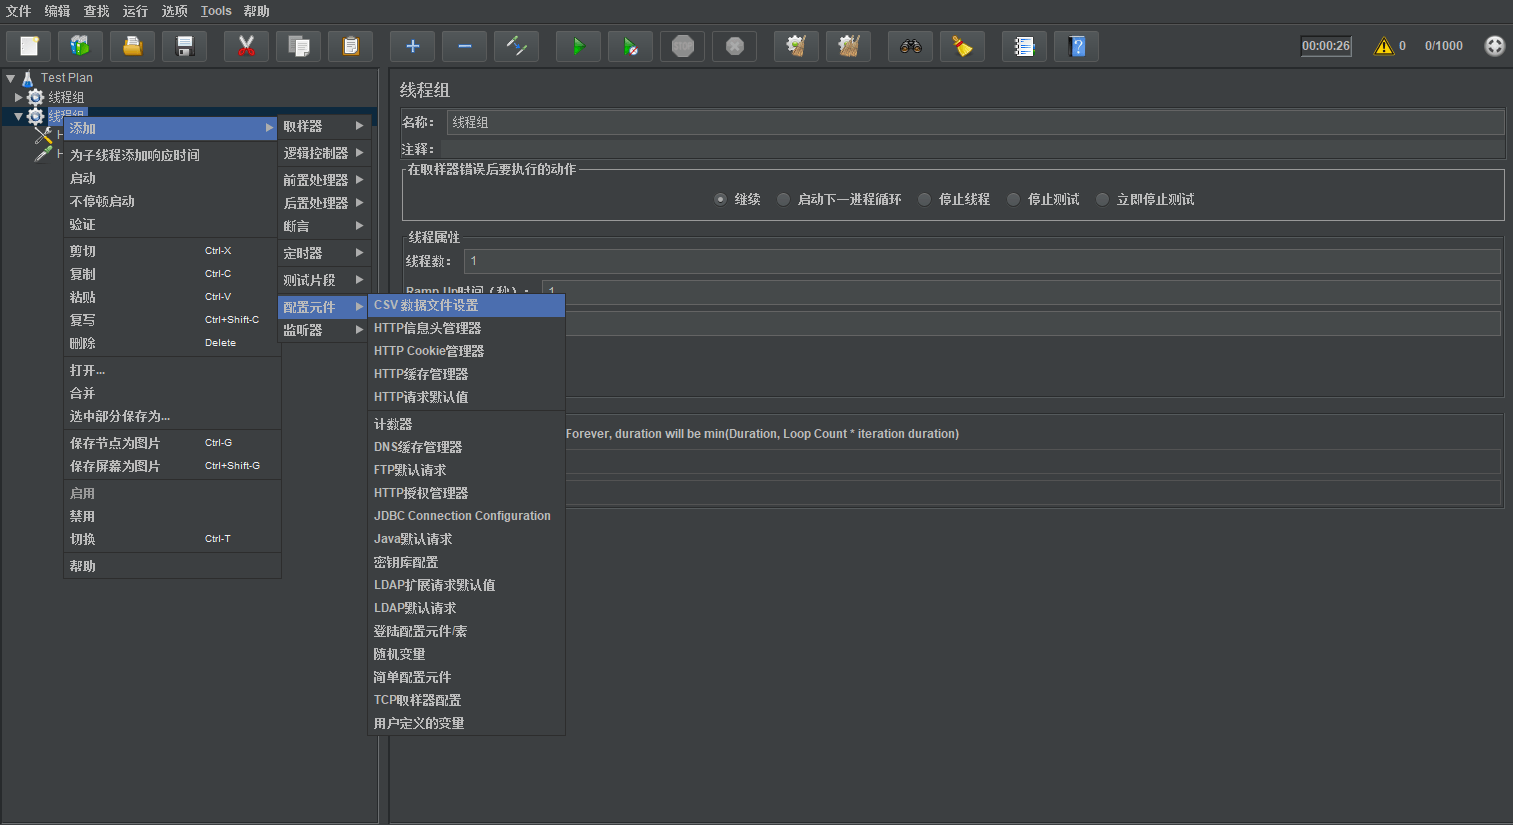 文件 编辑 查找 运行 选项 Tools 帮助
STOP
00:00:26 0 0/1000
Test Plan
线程组
线程组
添加
为子线程添加响应时间
启动
不停顿启动
验证
剪切 Ctrl-X
复制 Ctrl-C
粘贴 Ctrl-V
复写 Ctrl+Shift-C
删除 Delete
打开...
合并
选中部分保存为...
保存节点为图片 Ctrl-G
保存屏幕为图片 Ctrl+Shift-G
启用
禁用
切换 Ctrl-T
帮助
取样器
逻辑控制器
前置处理器
后置处理器
断言
定时器
测试片段
配置元件
监听器
CSV 数据文件设置
HTTP信息头管理器
HTTP Cookie管理器
HTTP缓存管理器
HTTP请求默认值
计数器
DNS缓存管理器
FTP默认请求
HTTP授权管理器
JDBC Connection Configuration
Java默认请求
密钥库配置
LDAP扩展请求默认值
LDAP默认请求
登陆配置元件/素
随机变量
简单配置元件
TCP取样器配置
用户定义的变量
线程组
名称： 线程组
注释：
在取样器错误后要执行的动作
继续 启动下一进程循环 停止线程 停止测试 立即停止测试
线程属性
线程数： 1
Ramp-Up时间（秒）： 1
Forever, duration will be min(Duration, Loop Count * iteration duration)